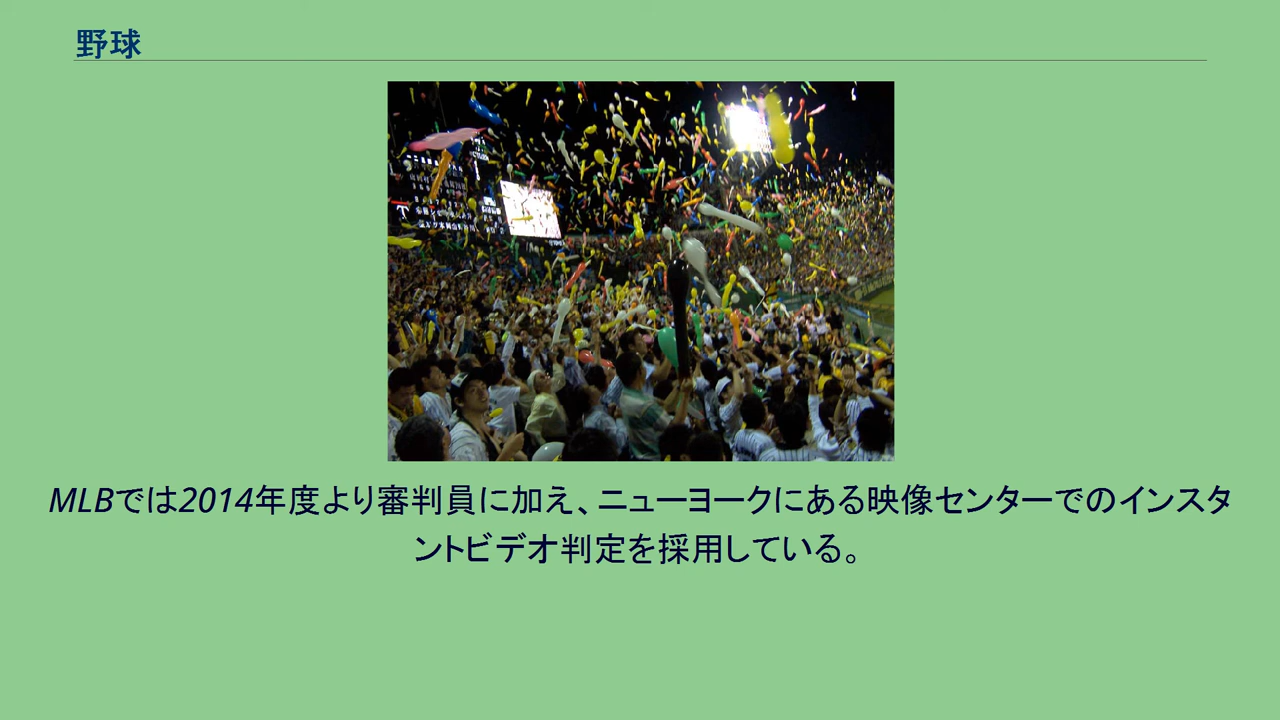 野球
MLBでは2014年度より審判員に加え、ニューヨークにある映像センターでのインスタ
ントビデオ判定を採用している。